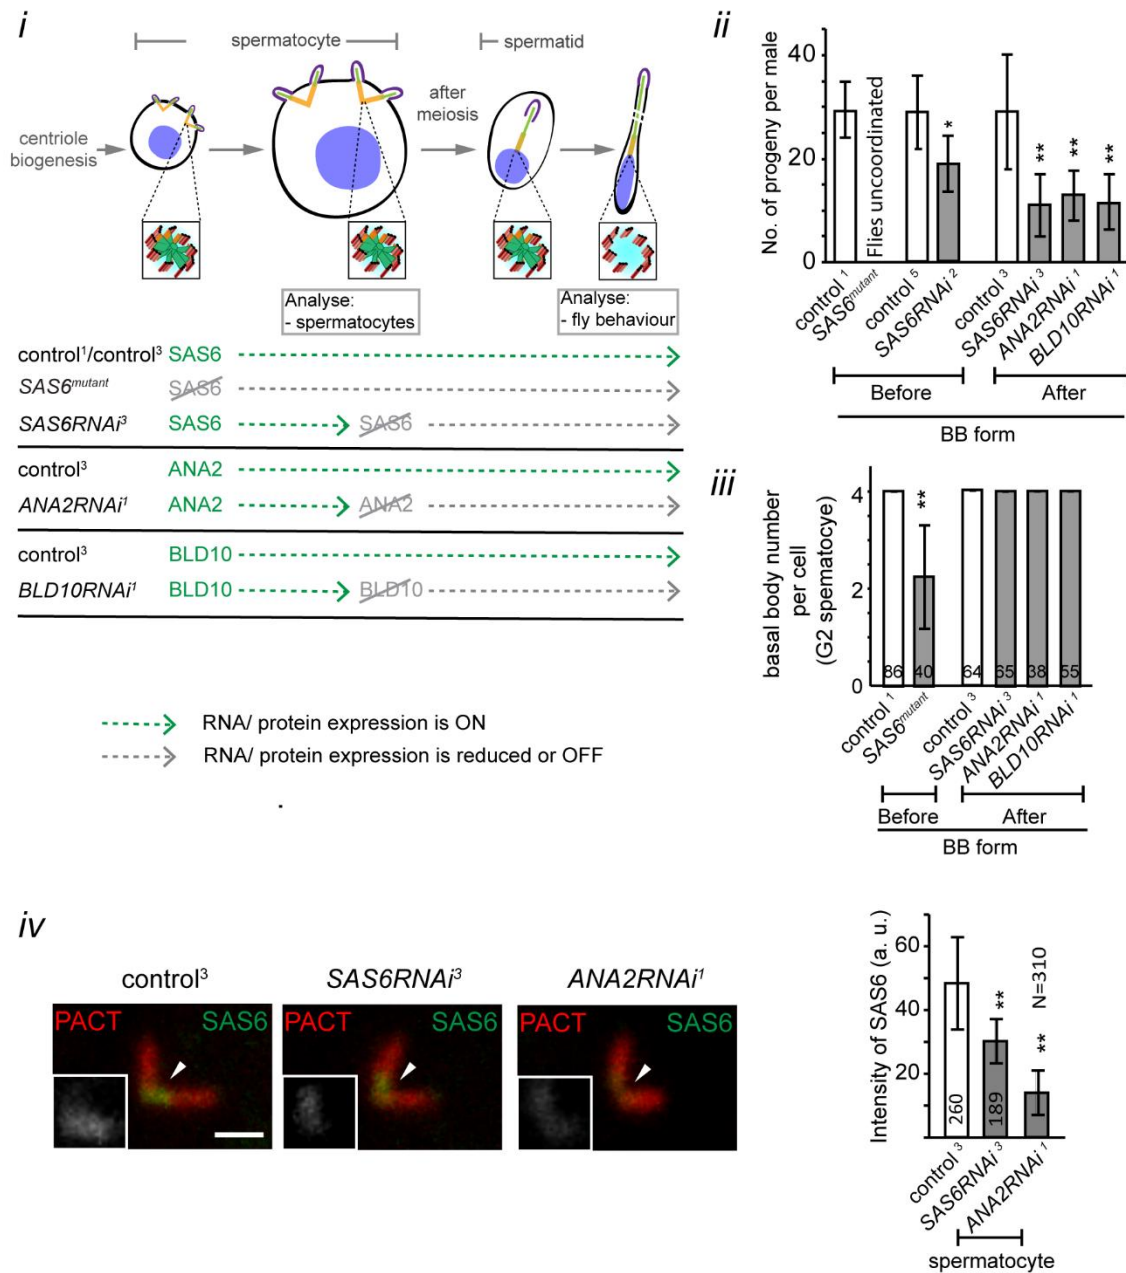 i
spermatocyte
spermatid
centriole
biogenesis
after
meiosis
Analyse:
- spermatocytes
Analyse:
- fly behaviour
control¹/control³ SAS6
SAS6ᵐᵘᵗᵃⁿᵗ SAS6
SAS6RNAi³ SAS6 SAS6
control³ ANA2
ANA2RNAi¹ ANA2 ANA2
control³ BLD10
BLD10RNAi¹ BLD10 BLD10
RNA/ protein expression is ON
RNA/ protein expression is reduced or OFF
ii
No. of progeny per male
40
20
0
Flies uncoordinated
*
**
**
**
control¹
SAS6ᵐᵘᵗᵃⁿᵗ
control⁵
SAS6RNAi²
control³
SAS6RNAi³
ANA2RNAi¹
BLD10RNAi¹
Before
After
BB form
iii
basal body number
per cell
(G2 spematocye)
4
2
0
**
86
40
64
65
38
55
control¹
SAS6ᵐᵘᵗᵃⁿᵗ
control³
SAS6RNAi³
ANA2RNAi¹
BLD10RNAi¹
Before
After
BB form
iv
control³
SAS6RNAi³
ANA2RNAi¹
PACT SAS6
PACT SAS6
PACT SAS6
Intensity of SAS6 (a. u.)
60
40
20
260
189
**
**
N=310
control³
SAS6RNAi³
ANA2RNAi¹
spermatocyte